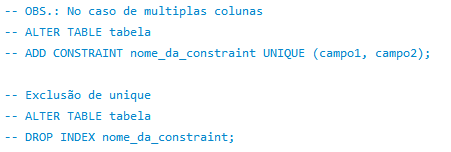 -- OBS.: No caso de multiplas colunas
-- ALTER TABLE tabela
-- ADD CONSTRAINT nome_da_constraint UNIQUE (campo1, campo2);
-- Exclusão de unique
-- ALTER TABLE tabela
-- DROP INDEX nome_da_constraint;